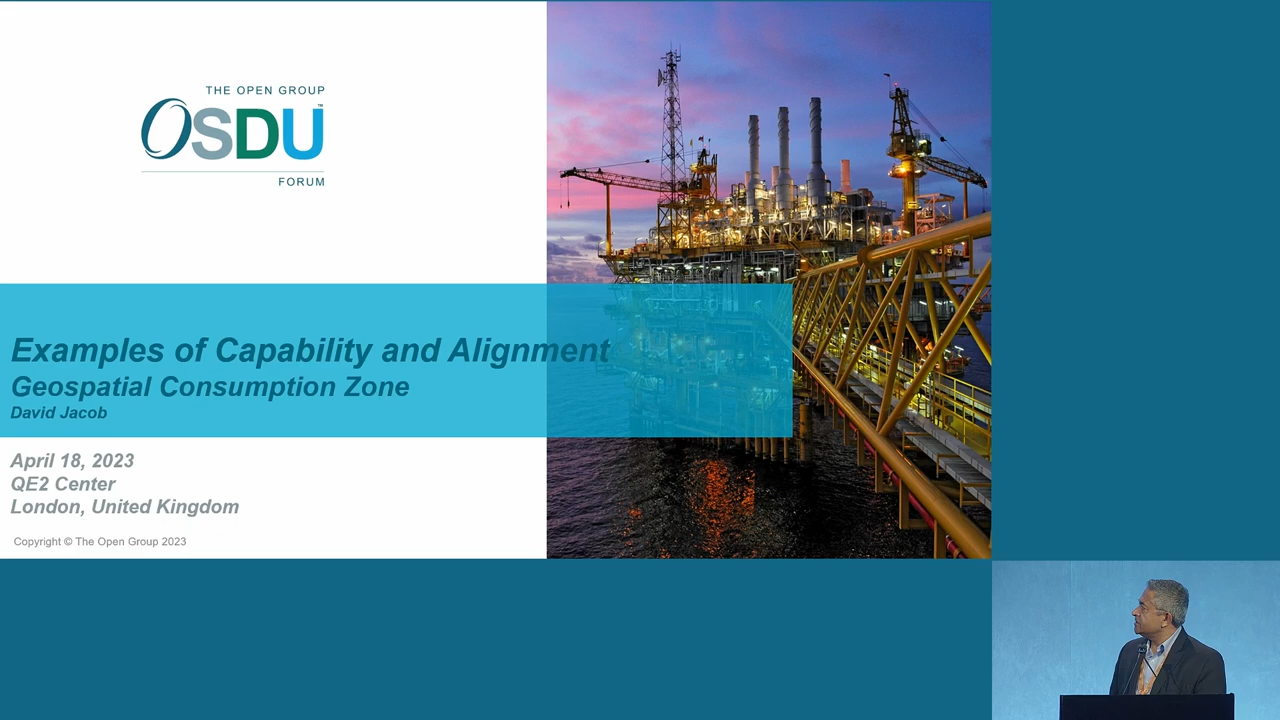 THE OPEN GROUP
OSDU™
FORUM
Examples of Capability and Alignment
Geospatial Consumption Zone
David Jacob
April 18, 2023
QE2 Center
London, United Kingdom
Copyright © The Open Group 2023